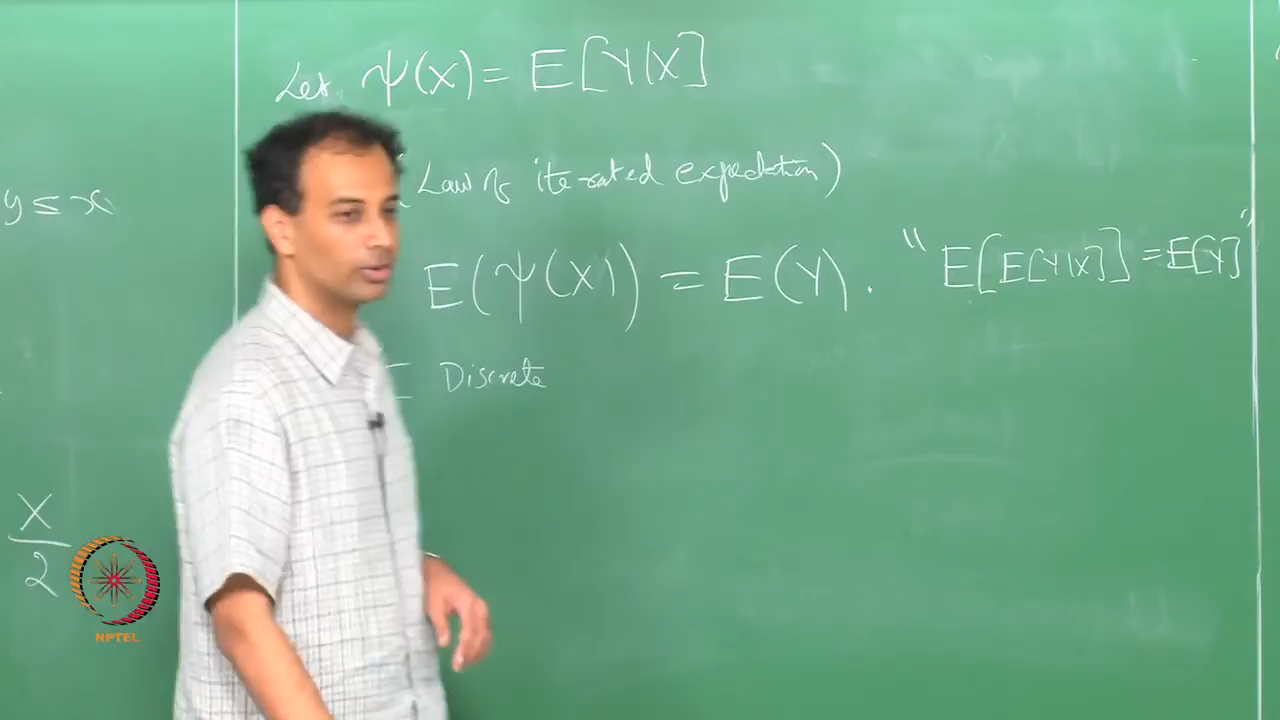 Let ψ(X) = E[Y|X]
(Law of iterated expectation)
y ≤ x
E(ψ(X)) = E(Y). "E[E[Y|X]] = E[Y]"
Discrete
X
2
NPTEL